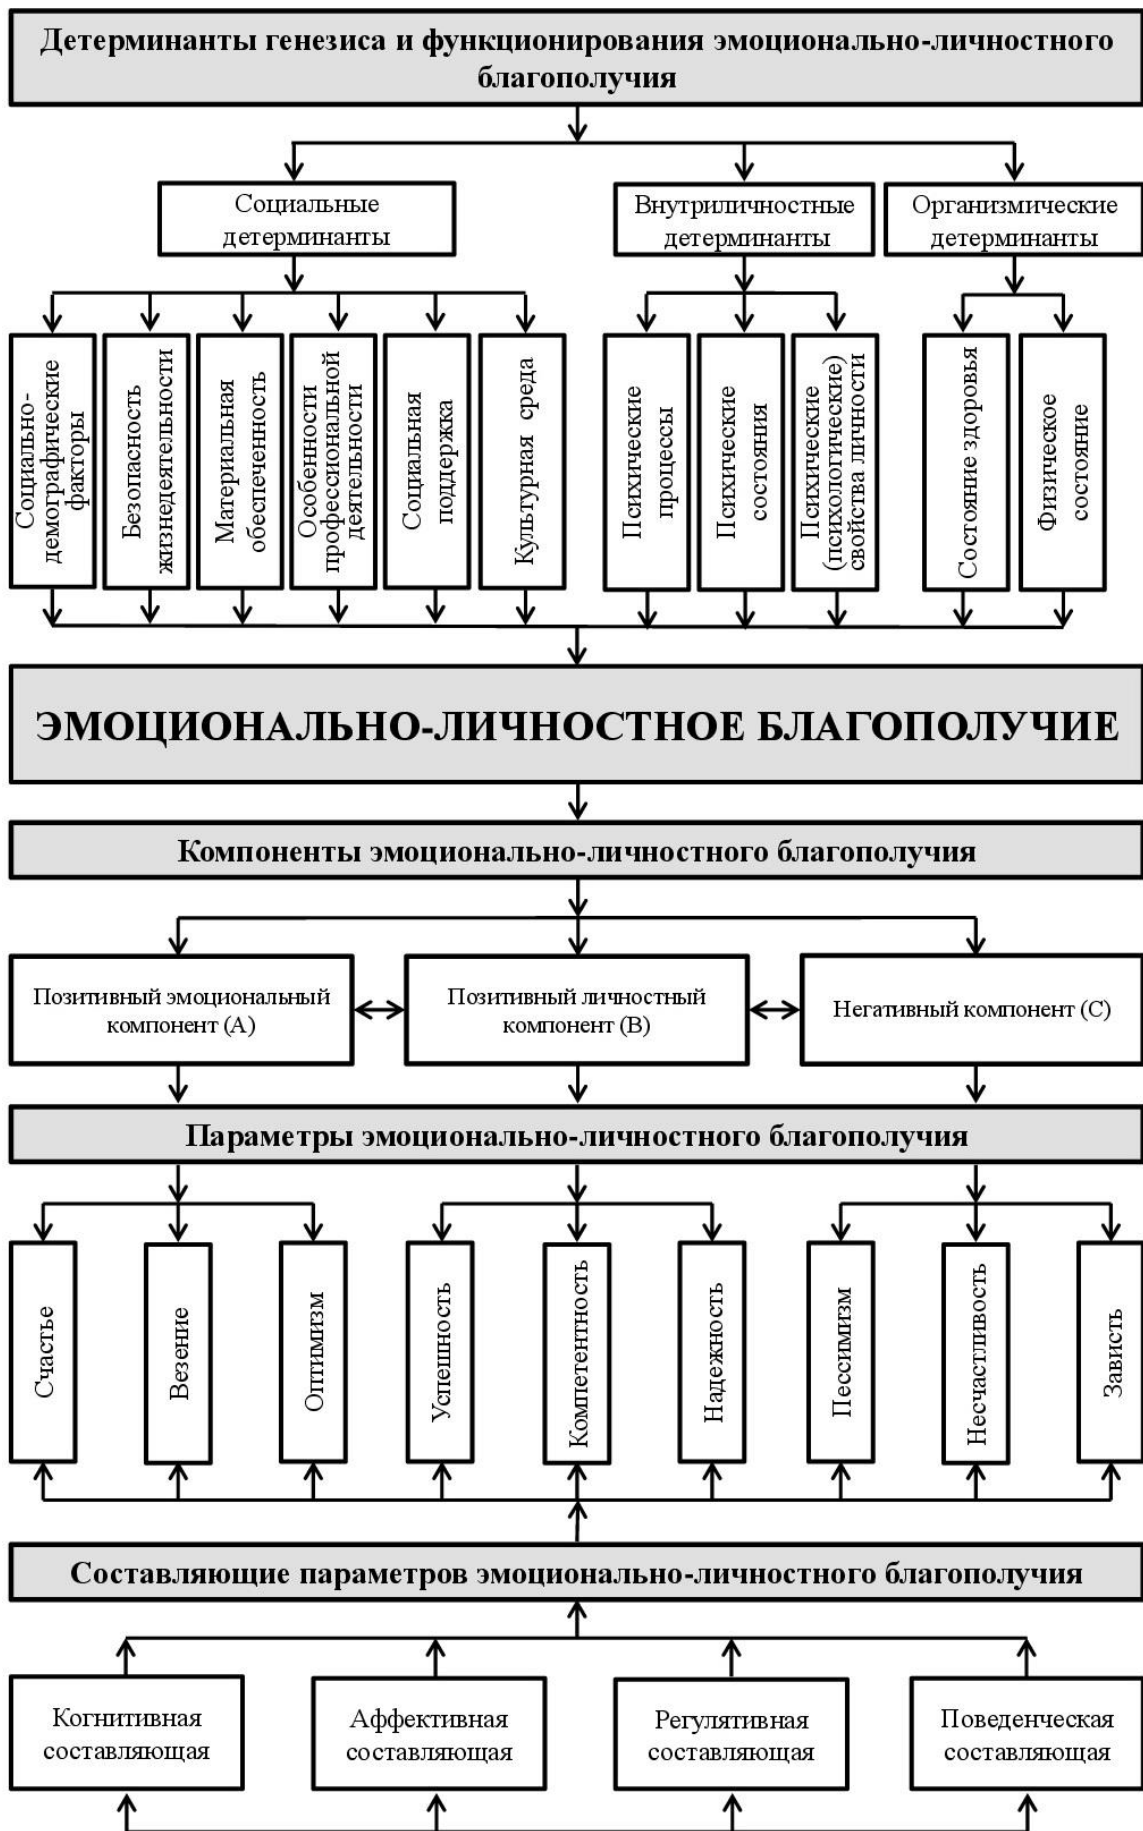 Детерминанты генезиса и функционирования эмоционально-личностного
благополучия
Социальные
детерминанты
Внутриличностные
детерминанты
Организмические
детерминанты
Социально-
демографические
факторы
Безопасность
жизнедеятельности
Материальная
обеспеченность
Особенности
профессиональной
деятельности
Социальная
поддержка
Культурная среда
Психические
процессы
Психические
состояния
Психические
(психологические)
свойства личности
Состояние здоровья
Физическое
состояние
ЭМОЦИОНАЛЬНО-ЛИЧНОСТНОЕ БЛАГОПОЛУЧИЕ
Компоненты эмоционально-личностного благополучия
Позитивный эмоциональный
компонент (А)
Позитивный личностный
компонент (В)
Негативный компонент (С)
Параметры эмоционально-личностного благополучия
Счастье
Везение
Оптимизм
Успешность
Компетентность
Надежность
Пессимизм
Несчастливость
Зависть
Составляющие параметров эмоционально-личностного благополучия
Когнитивная
составляющая
Аффективная
составляющая
Регулятивная
составляющая
Поведенческая
составляющая